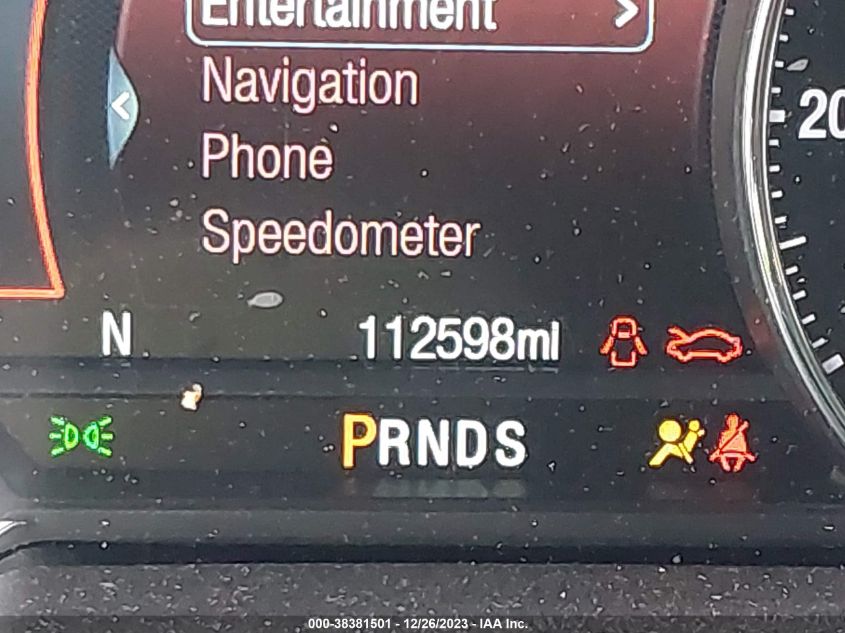 Entertainment >
Navigation
<
Phone
20
Speedometer
N 112598mi
PRNDS
000-38381501 - 12/26/2023 - IAA Inc.